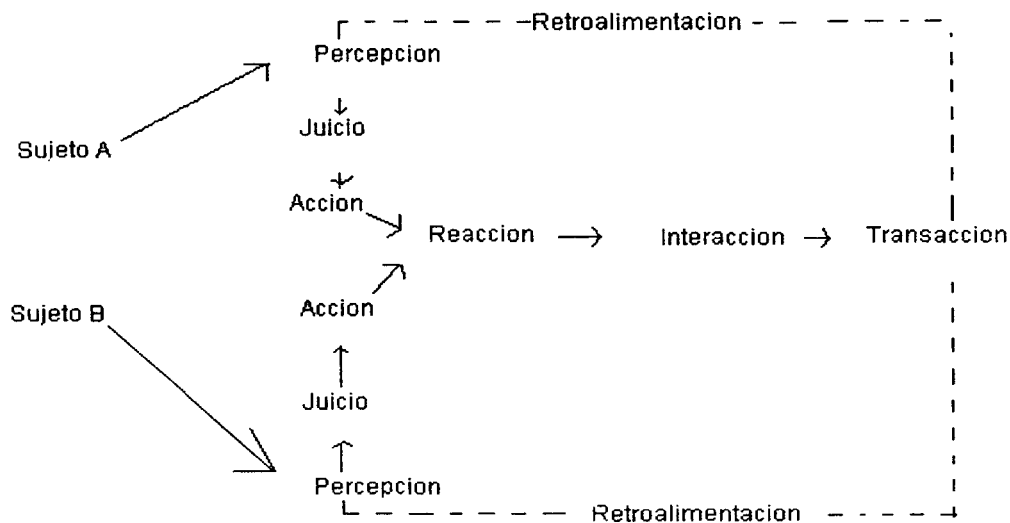 Retroalimentacion
Percepcion
Juicio
Sujeto A
Accion
Reaccion
Interaccion
Transaccion
Accion
Sujeto B
Juicio
Percepcion
Retroalimentacion